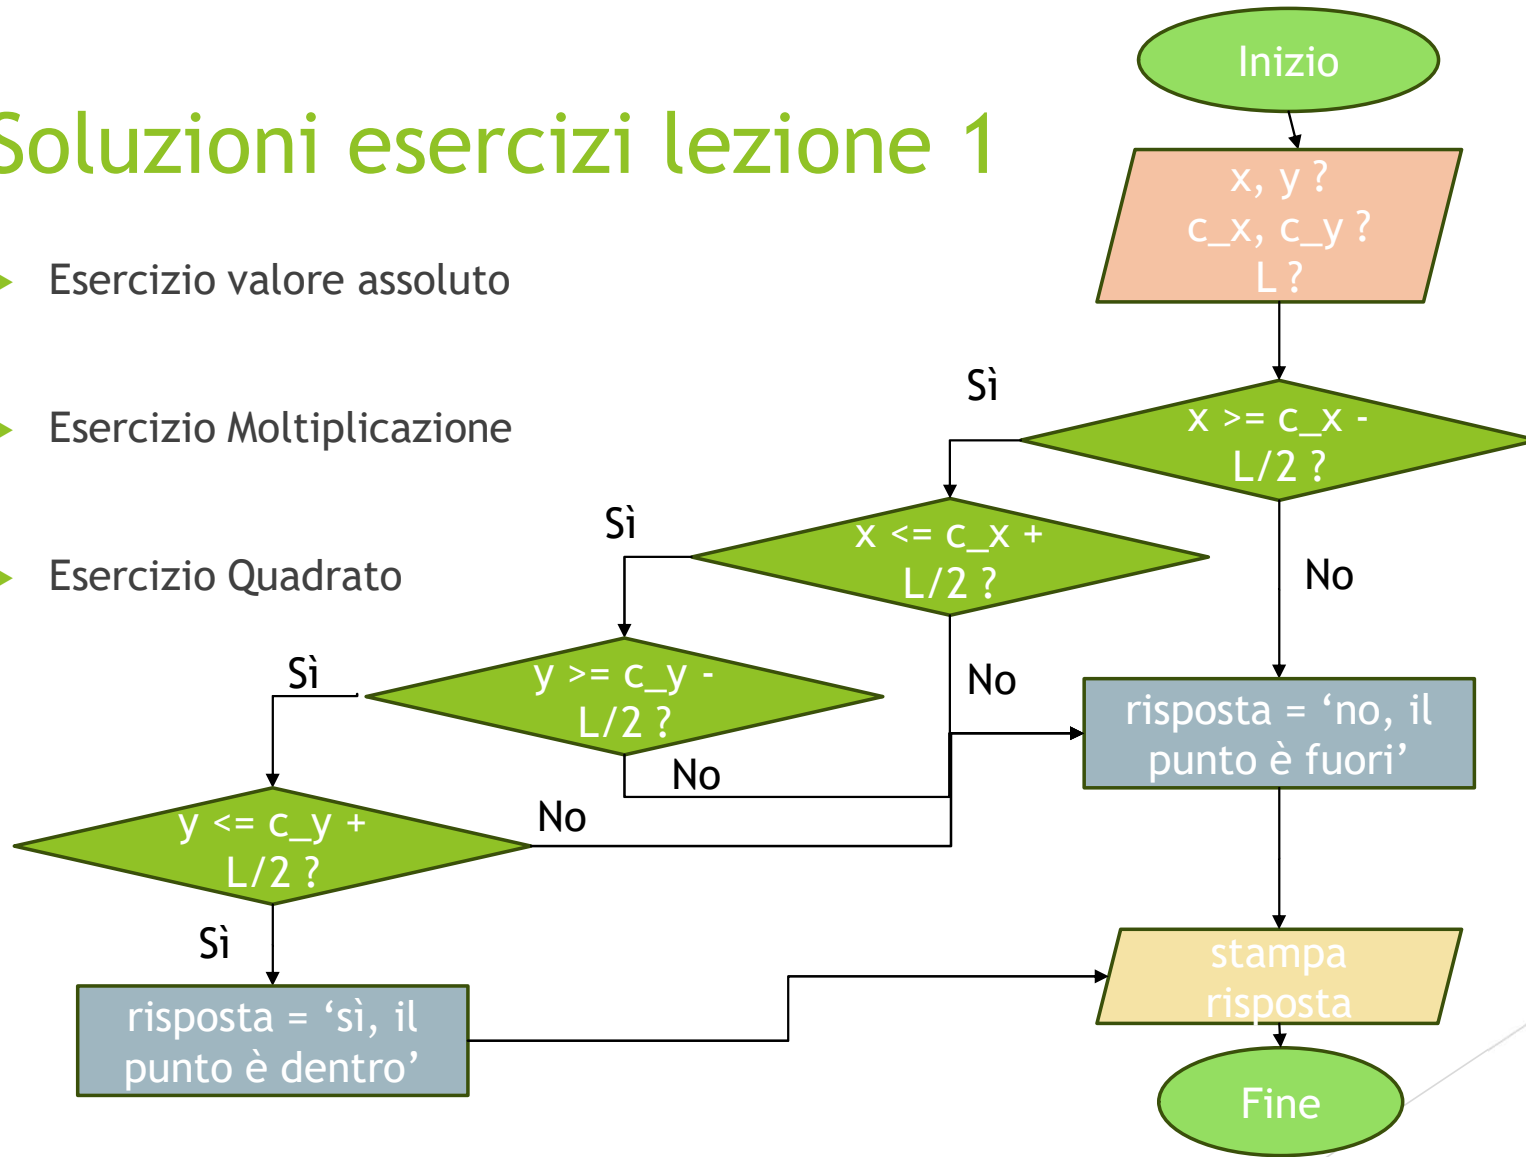 Soluzioni esercizi lezione 1
Esercizio valore assoluto
Esercizio Moltiplicazione
Esercizio Quadrato
Inizio
x, y ?
c_x, c_y ?
L ?
x >= c_x -
L/2 ?
Sì
No
x <= c_x +
L/2 ?
Sì
No
y >= c_y -
L/2 ?
Sì
No
y <= c_y +
L/2 ?
No
Sì
risposta = ‘no, il
punto è fuori’
risposta = ‘sì, il
punto è dentro’
stampa
risposta
Fine